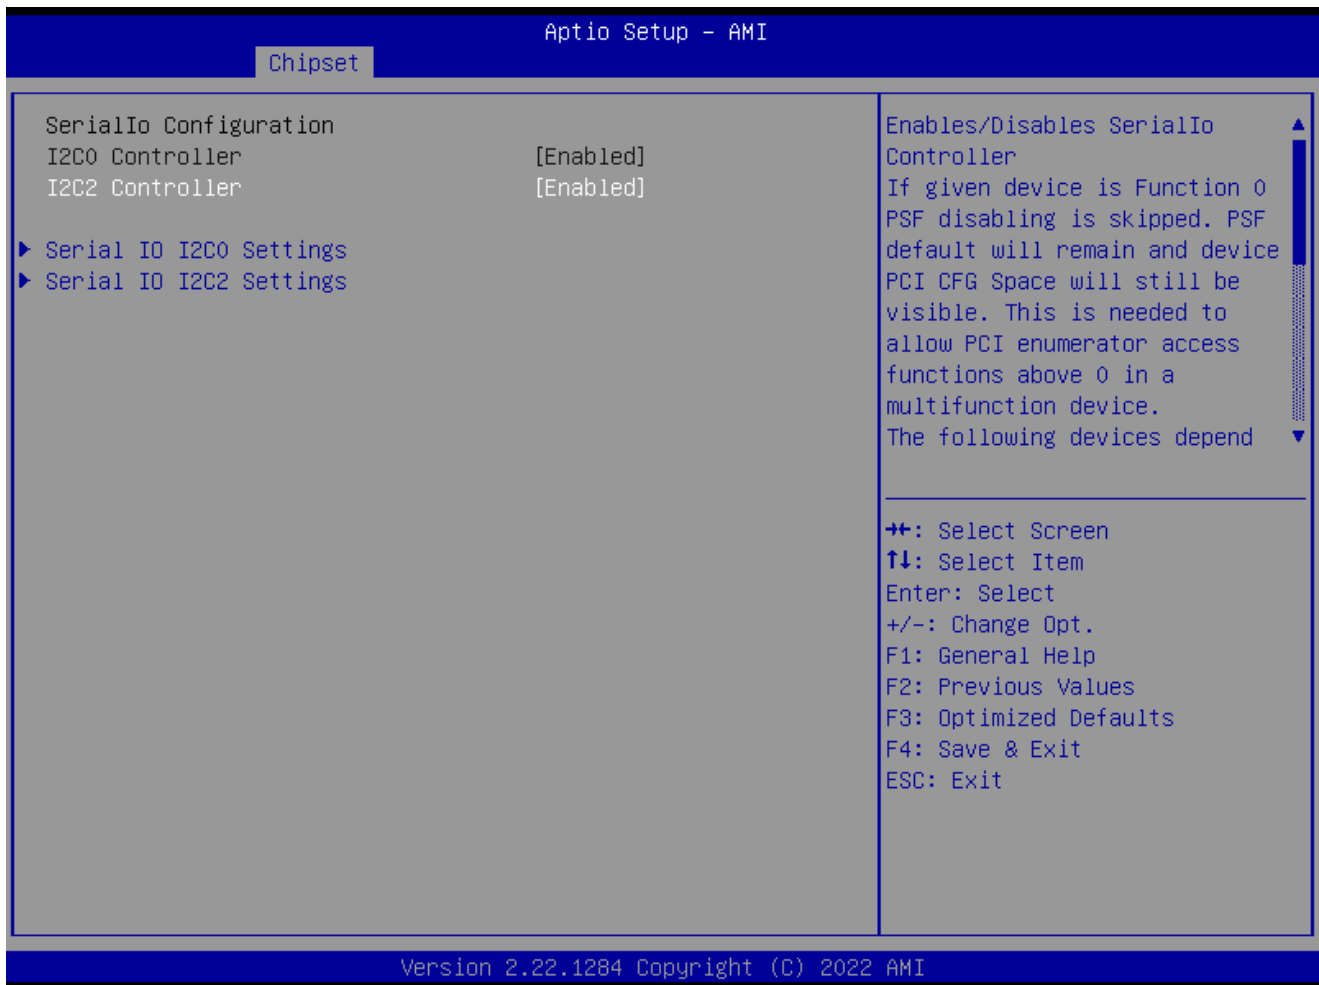 Aptio Setup – AMI
Chipset
SerialIo Configuration
I2C0 Controller [Enabled]
I2C2 Controller [Enabled]
Serial IO I2C0 Settings
Serial IO I2C2 Settings
Enables/Disables SerialIo
Controller
If given device is Function 0
PSF disabling is skipped. PSF
default will remain and device
PCI CFG Space will still be
visible. This is needed to
allow PCI enumerator access
functions above 0 in a
multifunction device.
The following devices depend
→←: Select Screen
↑↓: Select Item
Enter: Select
+/-: Change Opt.
F1: General Help
F2: Previous Values
F3: Optimized Defaults
F4: Save & Exit
ESC: Exit
Version 2.22.1284 Copyright (C) 2022 AMI